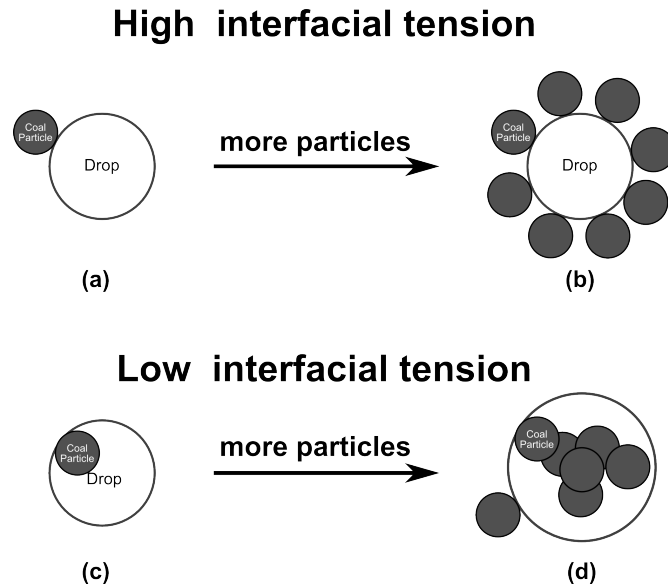 High interfacial tension
Coal
Particle
Drop
more particles
Coal
Particle
Drop
(a)
(b)
Low interfacial tension
Coal
Particle
Drop
more particles
Coal
Particle
(c)
(d)